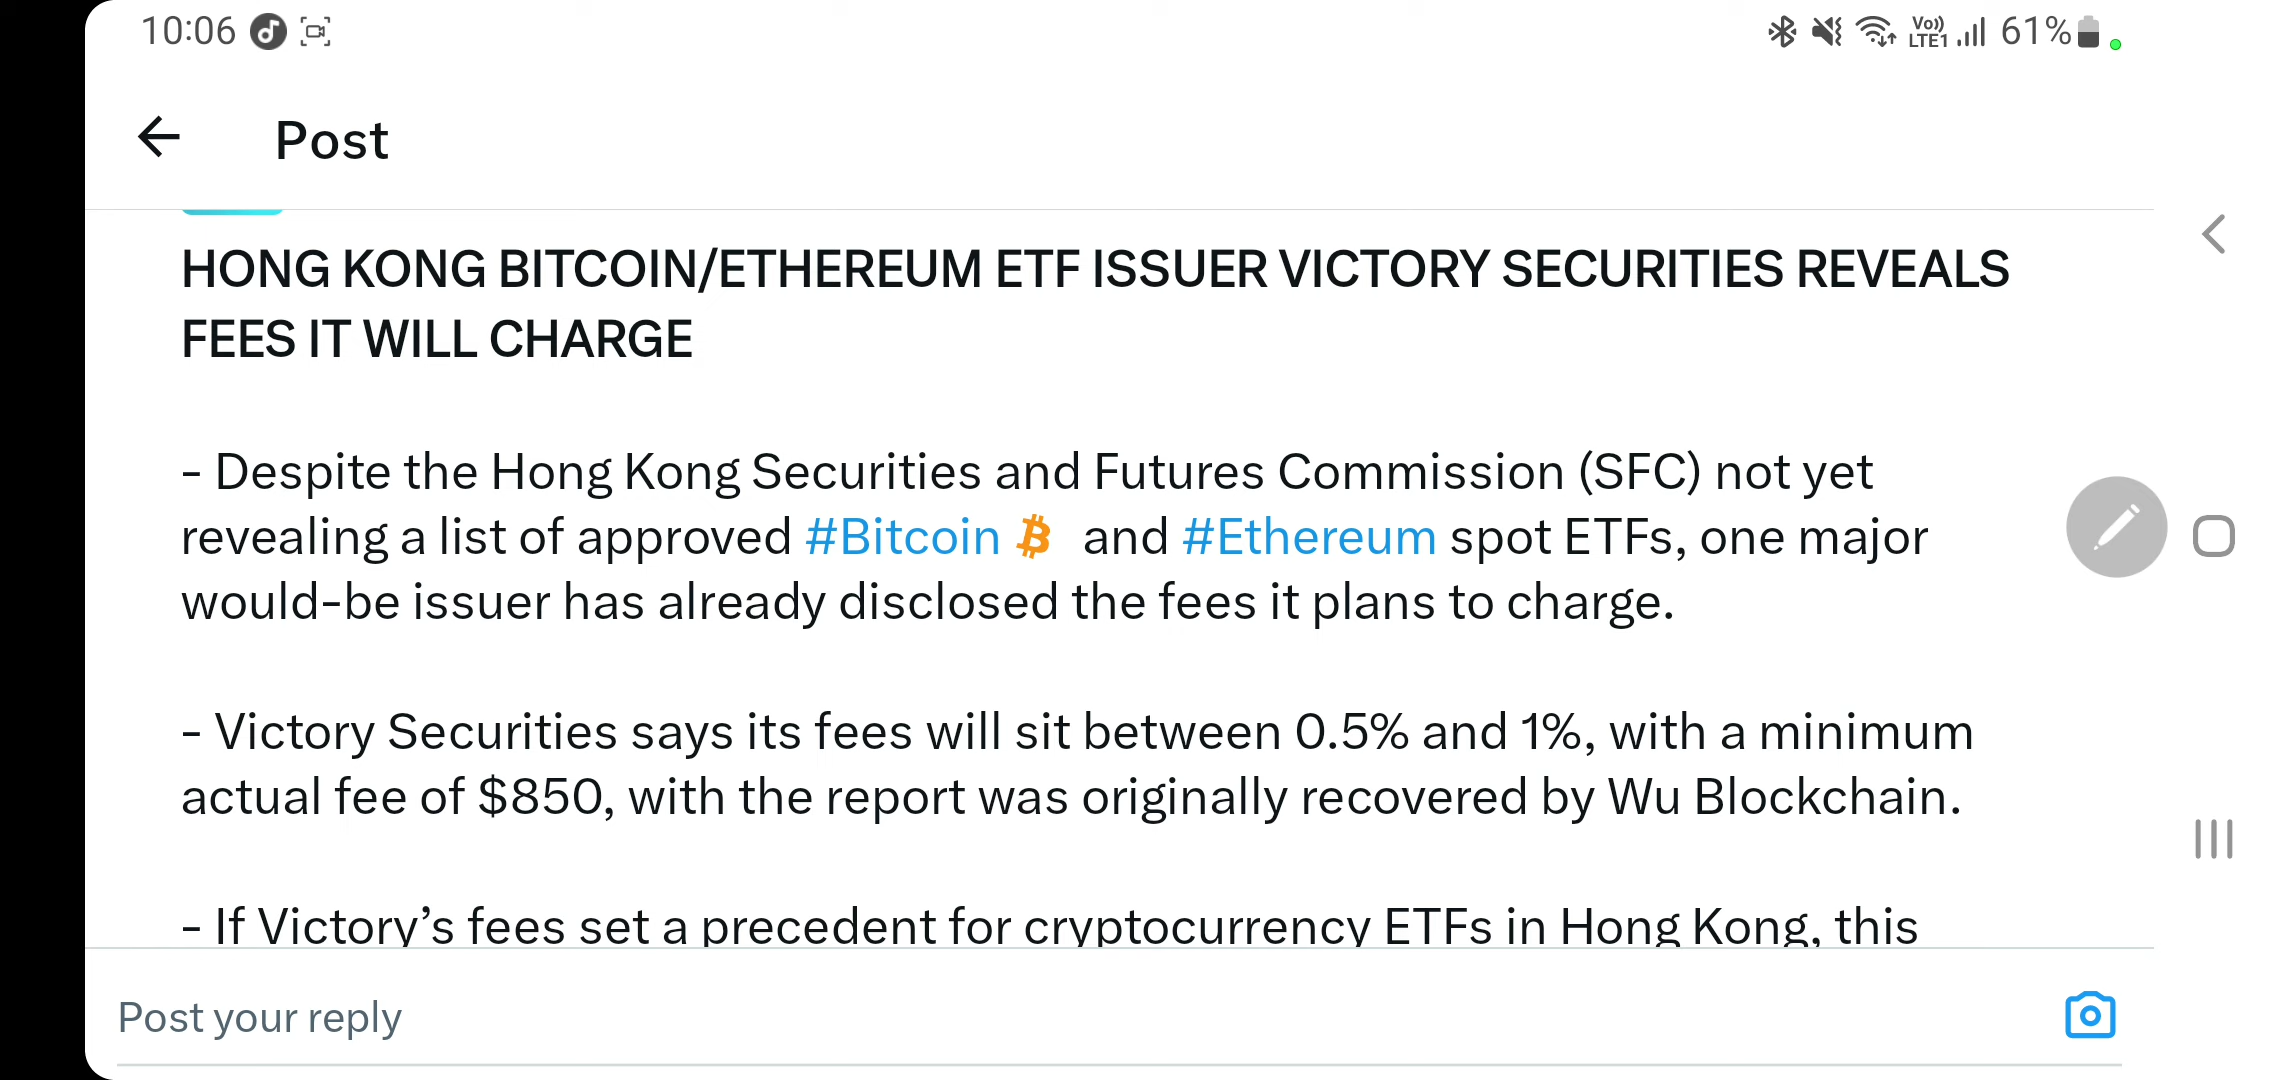 10:06
Vo)) LTE1 61%
Post
HONG KONG BITCOIN/ETHEREUM ETF ISSUER VICTORY SECURITIES REVEALS
FEES IT WILL CHARGE
- Despite the Hong Kong Securities and Futures Commission (SFC) not yet
revealing a list of approved #Bitcoin and #Ethereum spot ETFs, one major
would-be issuer has already disclosed the fees it plans to charge.
- Victory Securities says its fees will sit between 0.5% and 1%, with a minimum
actual fee of $850, with the report was originally recovered by Wu Blockchain.
- If Victory’s fees set a precedent for cryptocurrency ETFs in Hong Kong, this
Post your reply